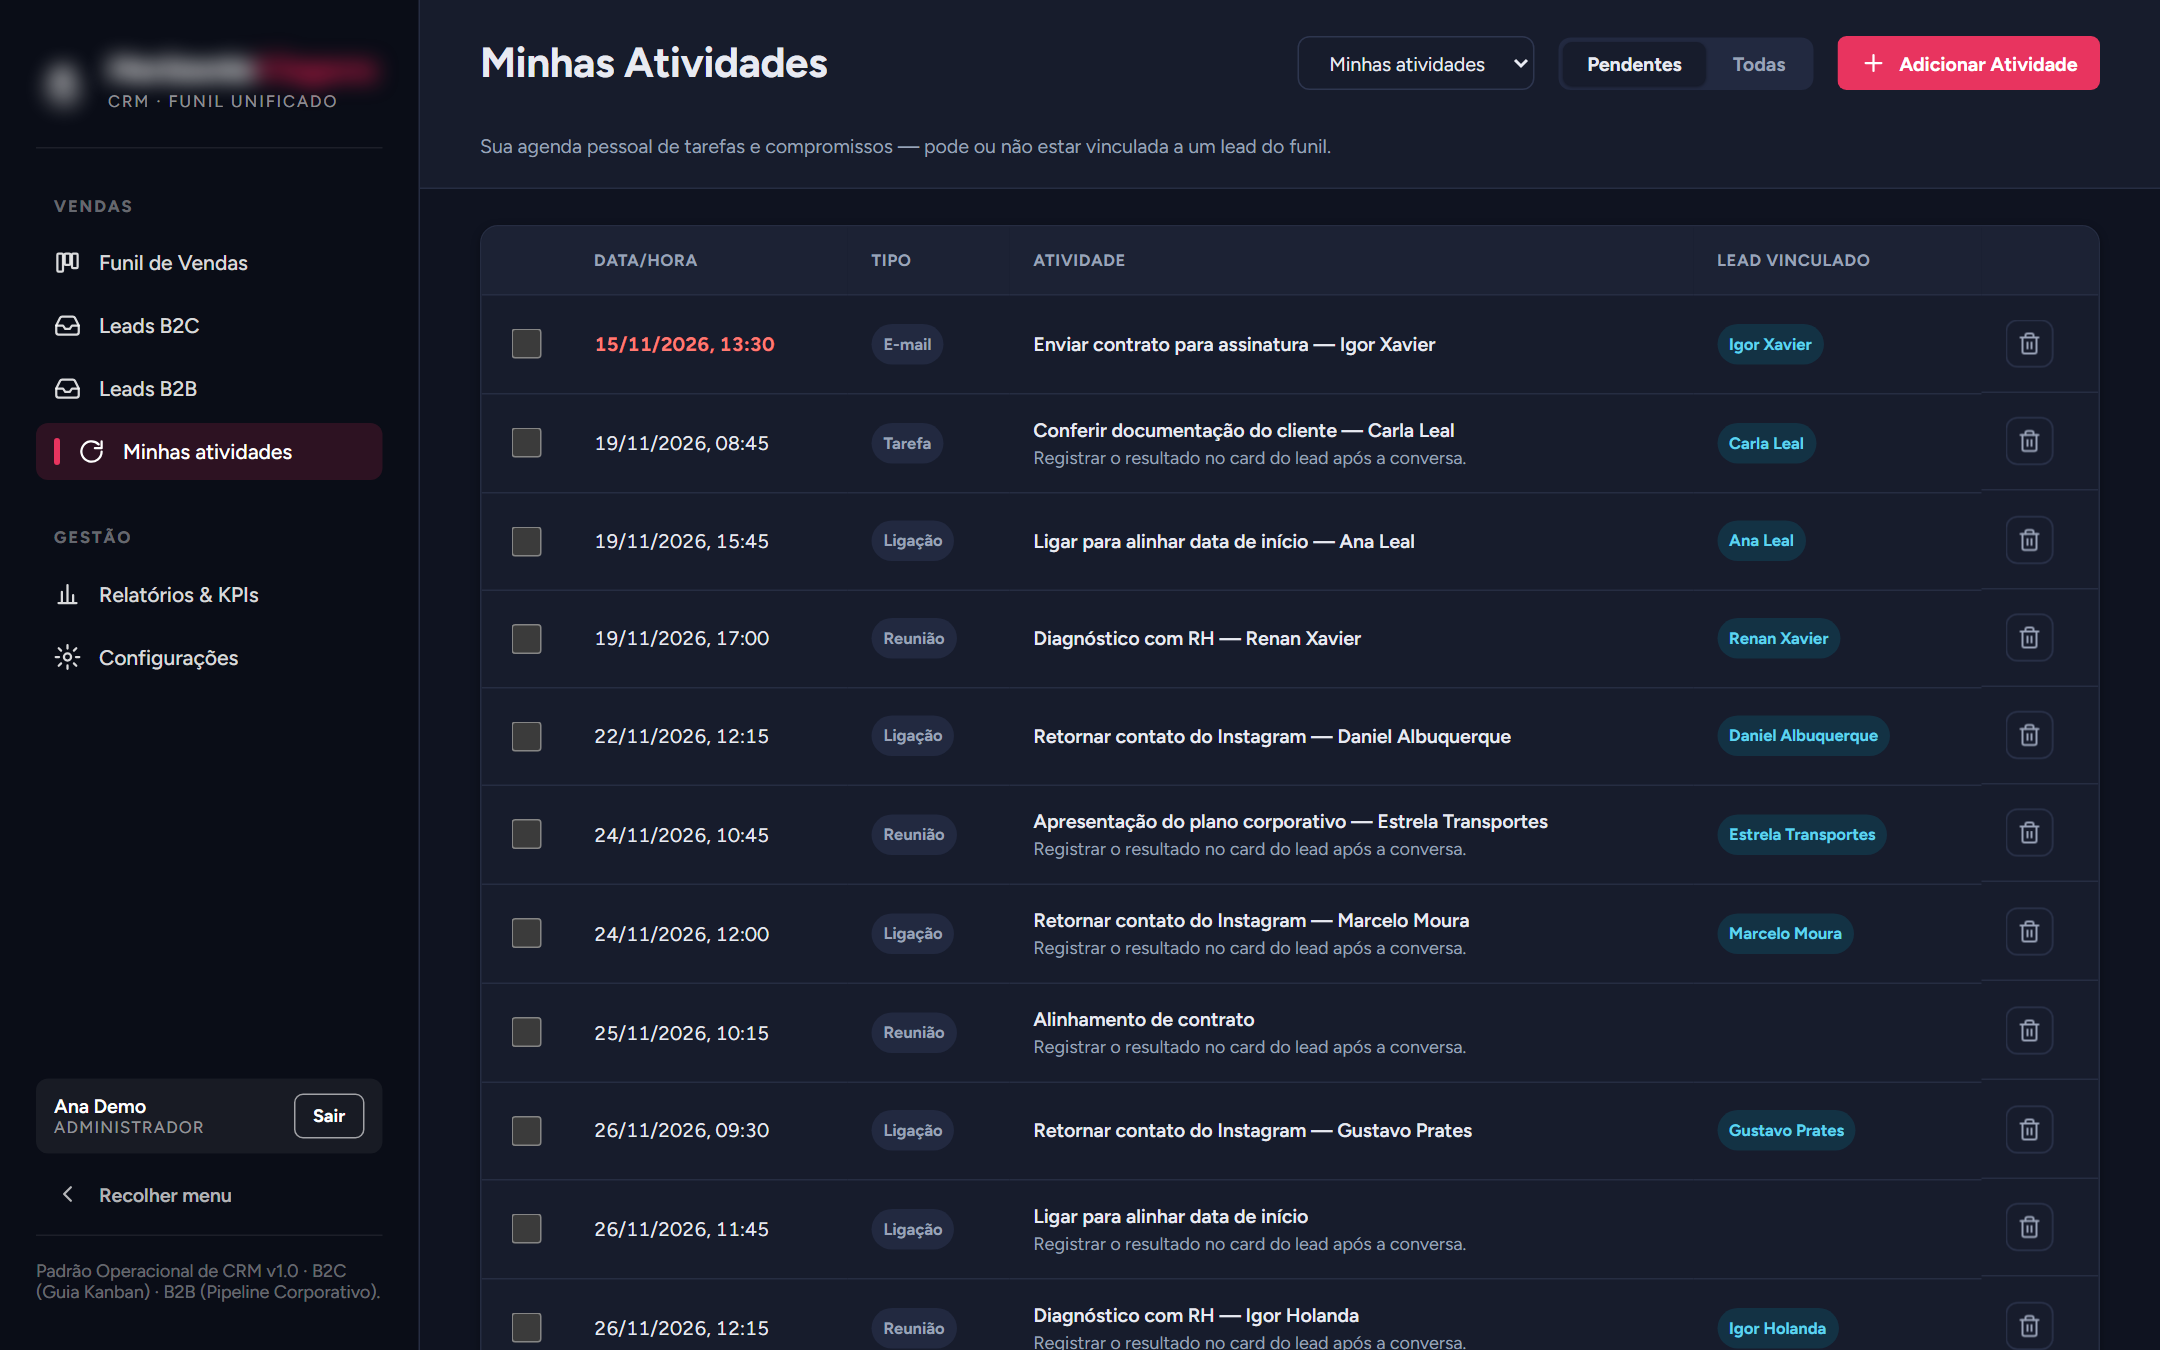 CRM · FUNIL UNIFICADO
VENDAS
Funil de Vendas
Leads B2C
Leads B2B
Minhas atividades
GESTÃO
Relatórios & KPIs
Configurações
Ana Demo
ADMINISTRADOR
Sair
Recolher menu
Padrão Operacional de CRM v1.0 · B2C
(Guia Kanban) · B2B (Pipeline Corporativo).
Minhas Atividades
Minhas atividades
Pendentes
Todas
Adicionar Atividade
Sua agenda pessoal de tarefas e compromissos — pode ou não estar vinculada a um lead do funil.
DATA/HORA TIPO ATIVIDADE LEAD VINCULADO
15/11/2026, 13:30 E-mail Enviar contrato para assinatura — Igor Xavier Igor Xavier
19/11/2026, 08:45 Tarefa Conferir documentação do cliente — Carla Leal Carla Leal
Registrar o resultado no card do lead após a conversa.
19/11/2026, 15:45 Ligação Ligar para alinhar data de início — Ana Leal Ana Leal
19/11/2026, 17:00 Reunião Diagnóstico com RH — Renan Xavier Renan Xavier
22/11/2026, 12:15 Ligação Retornar contato do Instagram — Daniel Albuquerque Daniel Albuquerque
24/11/2026, 10:45 Reunião Apresentação do plano corporativo — Estrela Transportes Estrela Transportes
Registrar o resultado no card do lead após a conversa.
24/11/2026, 12:00 Ligação Retornar contato do Instagram — Marcelo Moura Marcelo Moura
Registrar o resultado no card do lead após a conversa.
25/11/2026, 10:15 Reunião Alinhamento de contrato
Registrar o resultado no card do lead após a conversa.
26/11/2026, 09:30 Ligação Retornar contato do Instagram — Gustavo Prates Gustavo Prates
26/11/2026, 11:45 Ligação Ligar para alinhar data de início
Registrar o resultado no card do lead após a conversa.
26/11/2026, 12:15 Reunião Diagnóstico com RH — Igor Holanda Igor Holanda
Registrar o resultado no card do lead após a conversa.